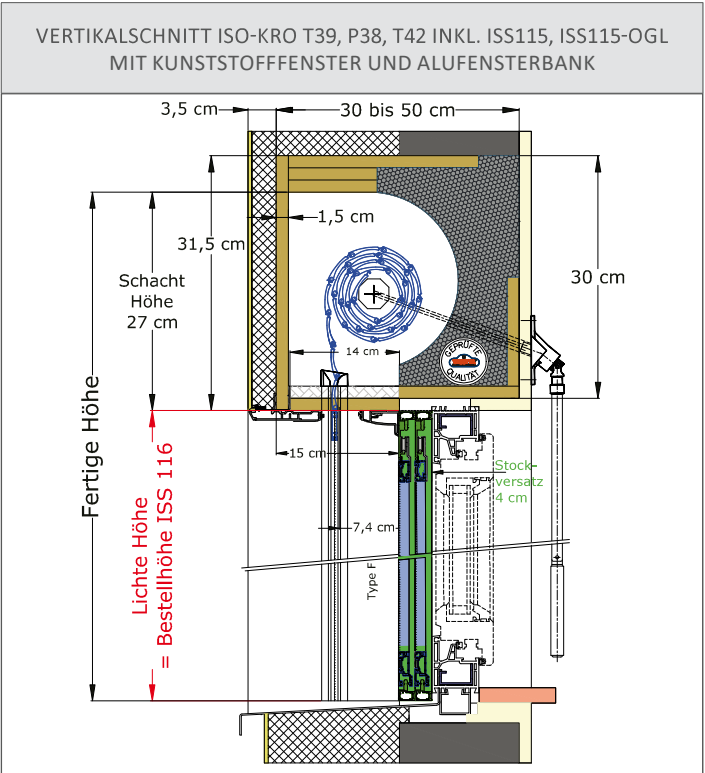 VERTIKALSCHNITT ISO-KRO T39, P38, T42 INKL. ISS115, ISS115-OGL
MIT KUNSTSTOFFFENSTER UND ALUFENSTERBANK
3,5 cm
30 bis 50 cm
1,5 cm
31,5 cm
Schacht
Höhe
27 cm
30 cm
14 cm
GEPRÜFTE
QUALITÄT
Fertige Höhe
Lichte Höhe
= Bestellhöhe ISS 116
15 cm
Stock-
versatz
4 cm
7,4 cm
Type F